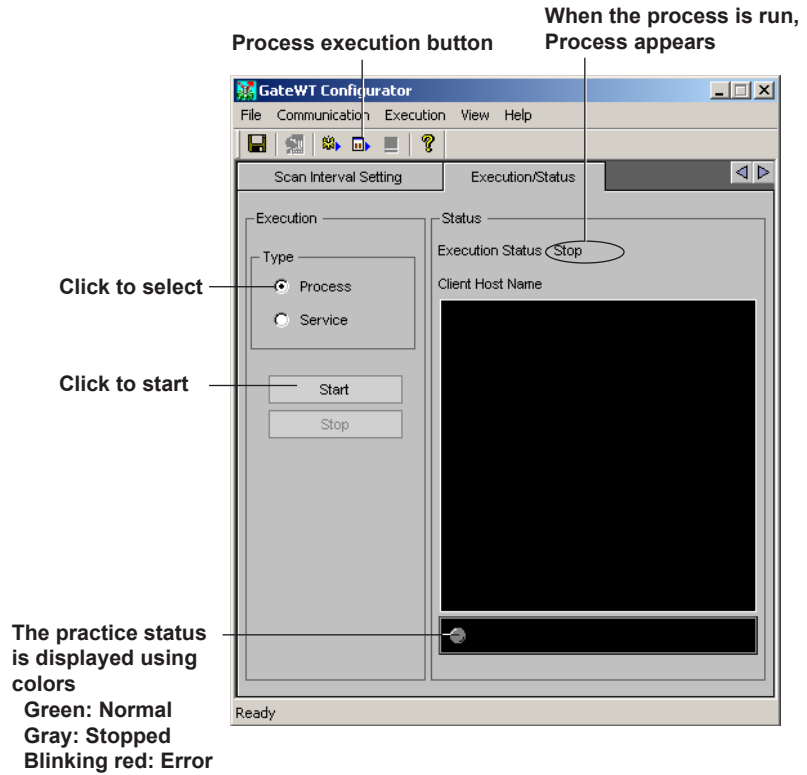 When the process is run,
Process appears
Process execution button
GateWT Configurator
File Communication Execution View Help
Scan Interval Setting
Execution/Status
Execution
Type
Process
Service
Start
Stop
Status
Execution Status Stop
Client Host Name
Click to select
Click to start
The practice status
is displayed using
colors
Green: Normal
Gray: Stopped
Blinking red: Error
Ready